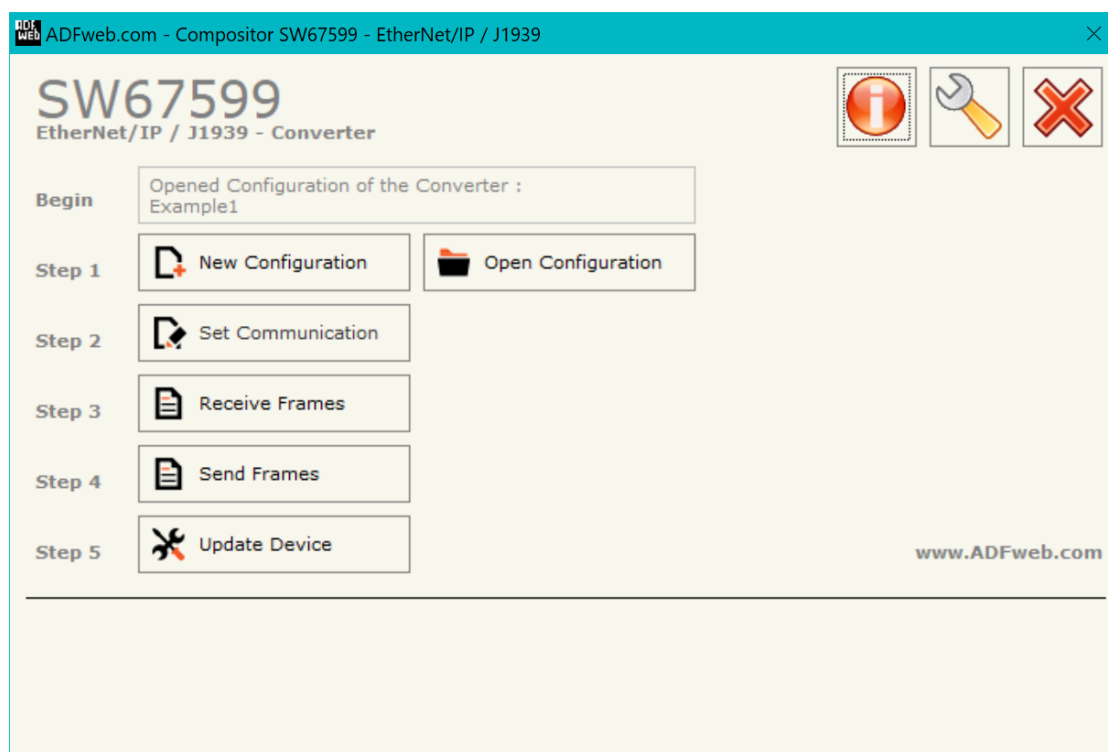 ADF
WEB
ADFweb.com - Compositor SW67599 - EtherNet/IP / J1939
SW67599
EtherNet/IP / J1939 - Converter
Begin
Opened Configuration of the Converter :
Example1
Step 1
New Configuration
Open Configuration
Step 2
Set Communication
Step 3
Receive Frames
Step 4
Send Frames
Step 5
Update Device
www.ADFweb.com